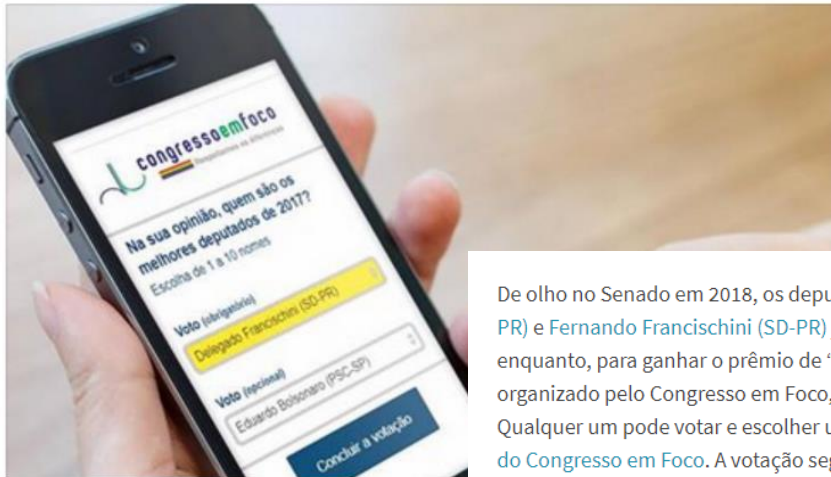 congressoemfoco
Respeitamos as diferenças
Na sua opinião, quem são os
melhores deputados de 2017?
Escolha de 1 a 10 nomes
Voto (obrigatório)
Delegado Francischini (SD-PR)
Voto (opcional)
Eduardo Bolsonaro (PSC-SP)
Concluir a votação
De olho no Senado em 2018, os depu
PR) e Fernando Francischini (SD-PR)
enquanto, para ganhar o prêmio de “
organizado pelo Congresso em Foco,
Qualquer um pode votar e escolher u
do Congresso em Foco. A votação seg